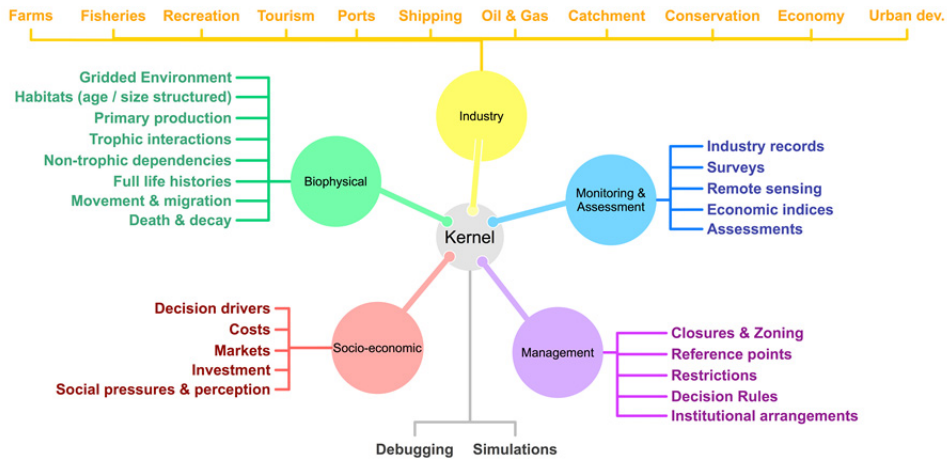 Farms Fisheries Recreation Tourism Ports Shipping Oil & Gas Catchment Conservation Economy Urban dev.
Industry
Gridded Environment
Habitats (age / size structured)
Primary production
Trophic interactions
Non-trophic dependencies
Full life histories
Movement & migration
Death & decay
Biophysical
Monitoring &
Assessment
Industry records
Surveys
Remote sensing
Economic indices
Assessments
Kernel
Decision drivers
Costs
Markets
Investment
Social pressures & perception
Socio-economic
Management
Closures & Zoning
Reference points
Restrictions
Decision Rules
Institutional arrangements
Debugging Simulations